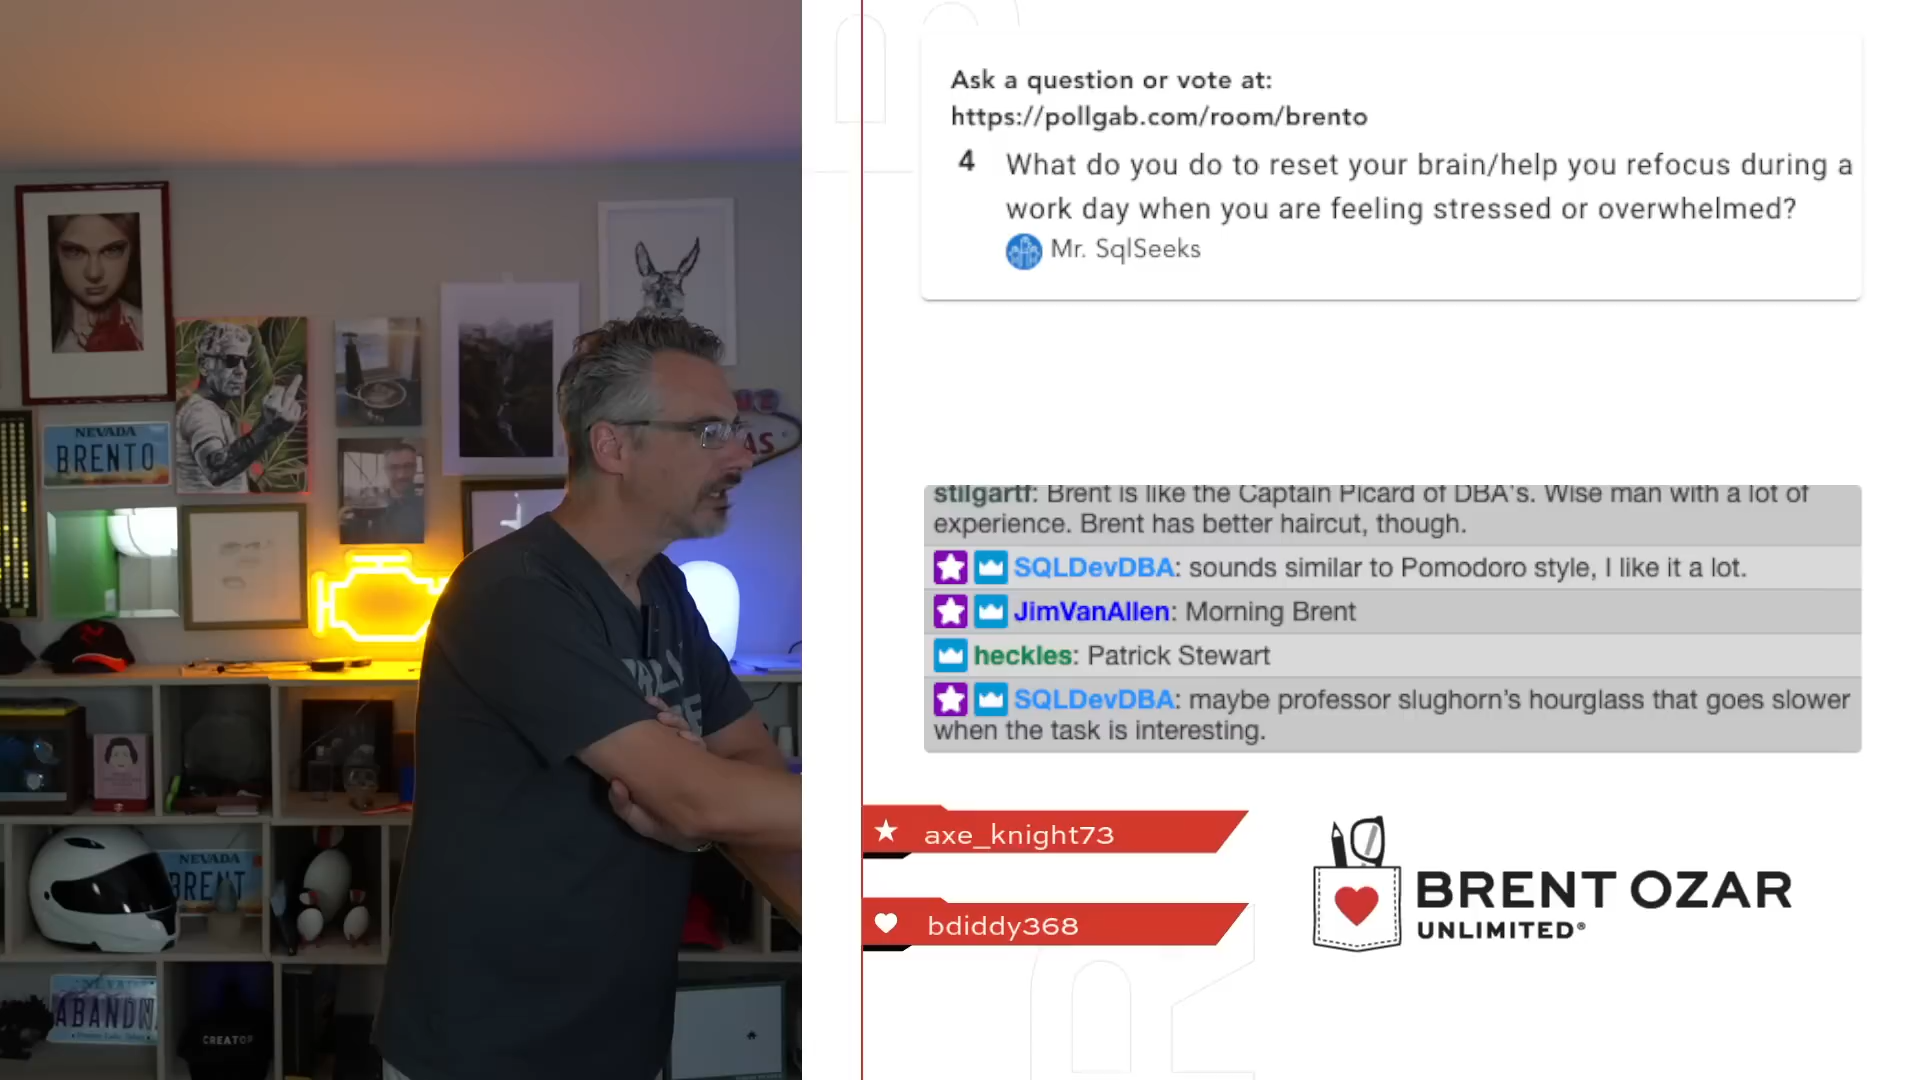 Ask a question or vote at:
https://pollgab.com/room/brento
4 What do you do to reset your brain/help you refocus during a
work day when you are feeling stressed or overwhelmed?
Mr. SqlSeeks
stilgartf: Brent is like the Captain Picard of DBA's. Wise man with a lot of
experience. Brent has better haircut, though.
SQLDevDBA: sounds similar to Pomodoro style, I like it a lot.
JimVanAllen: Morning Brent
heckles: Patrick Stewart
SQLDevDBA: maybe professor slughorn's hourglass that goes slower
when the task is interesting.
axe_knight73
bdiddy368
BRENT OZAR
UNLIMITED®
NEVADA
BRENTO
AS
NEVADA
BRENT
NEVADA
ABANDN
CREATOR